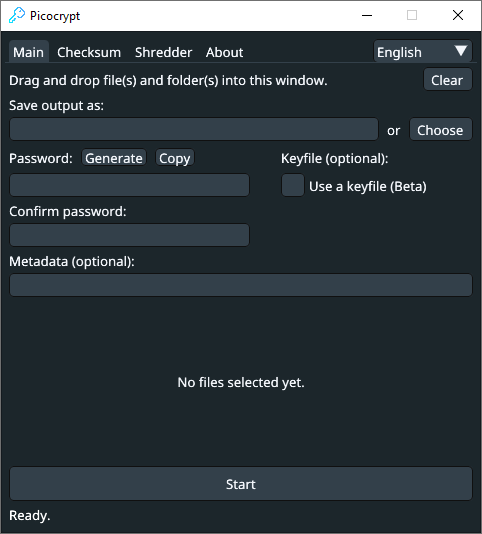 Picocrypt
Main Checksum Shredder About English
Drag and drop file(s) and folder(s) into this window. Clear
Save output as:
or Choose
Password: Generate Copy Keyfile (optional):
Use a keyfile (Beta)
Confirm password:
Metadata (optional):
No files selected yet.
Start
Ready.